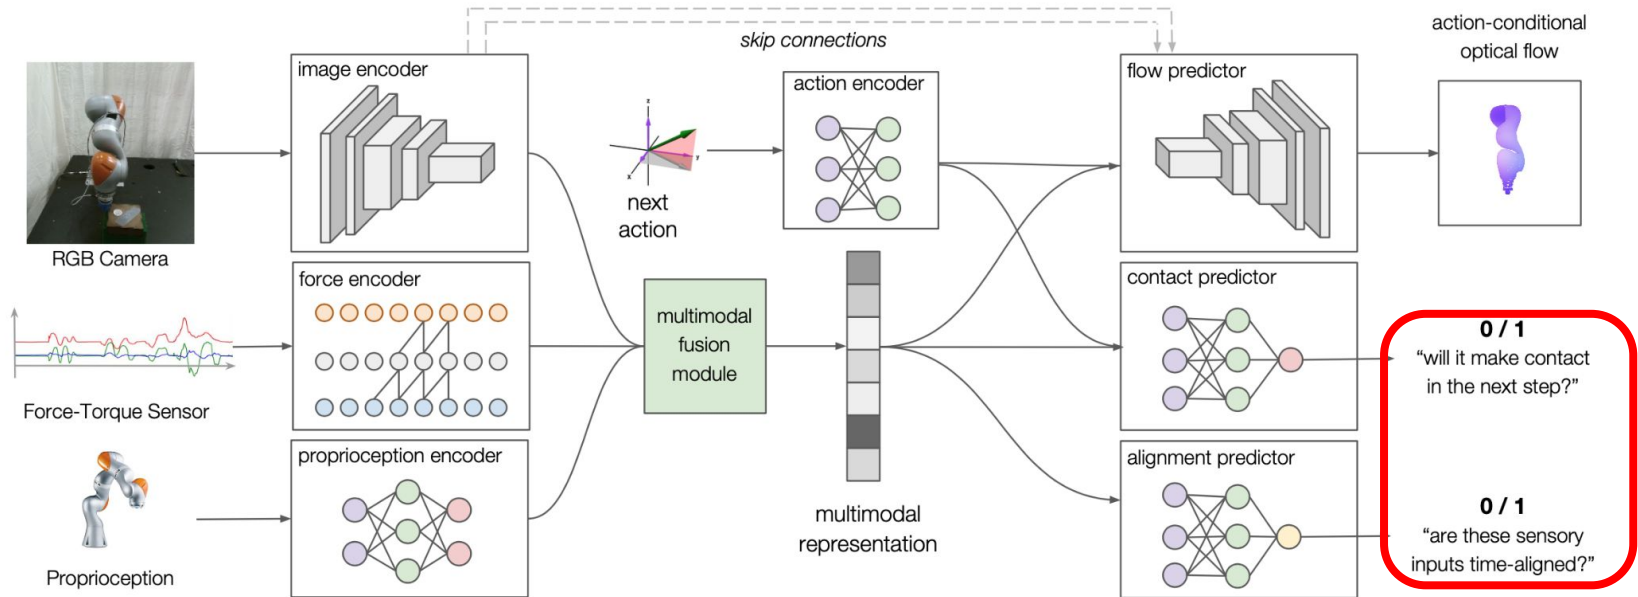 skip connections
action-conditional
optical flow
image encoder
action encoder
flow predictor
z
y
x
next
action
RGB Camera
force encoder
multimodal
fusion
module
contact predictor
0 / 1
“will it make contact
in the next step?”
Force-Torque Sensor
proprioception encoder
alignment predictor
multimodal
representation
0 / 1
“are these sensory
inputs time-aligned?”
Proprioception